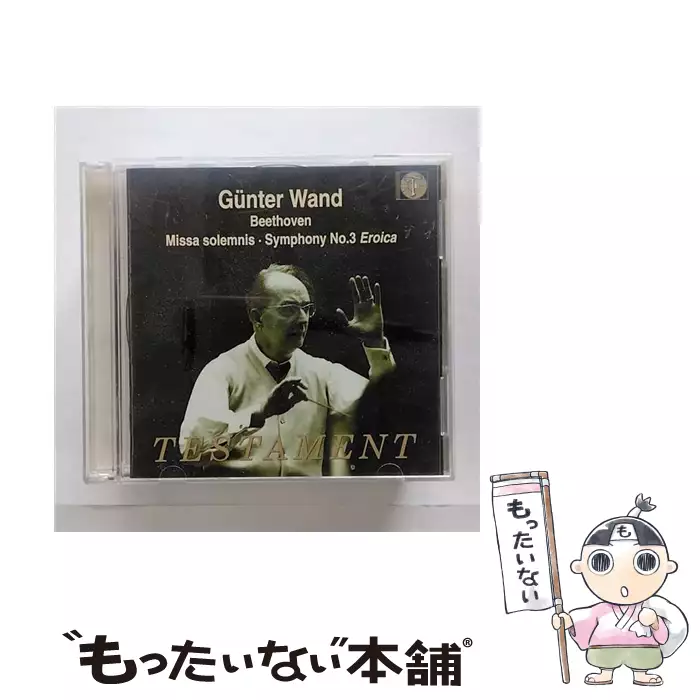 Günter Wand
Beethoven
Missa solemnis · Symphony No.3 Eroica
TESTAMENT
もったいない
も
“もったいない”本舗®